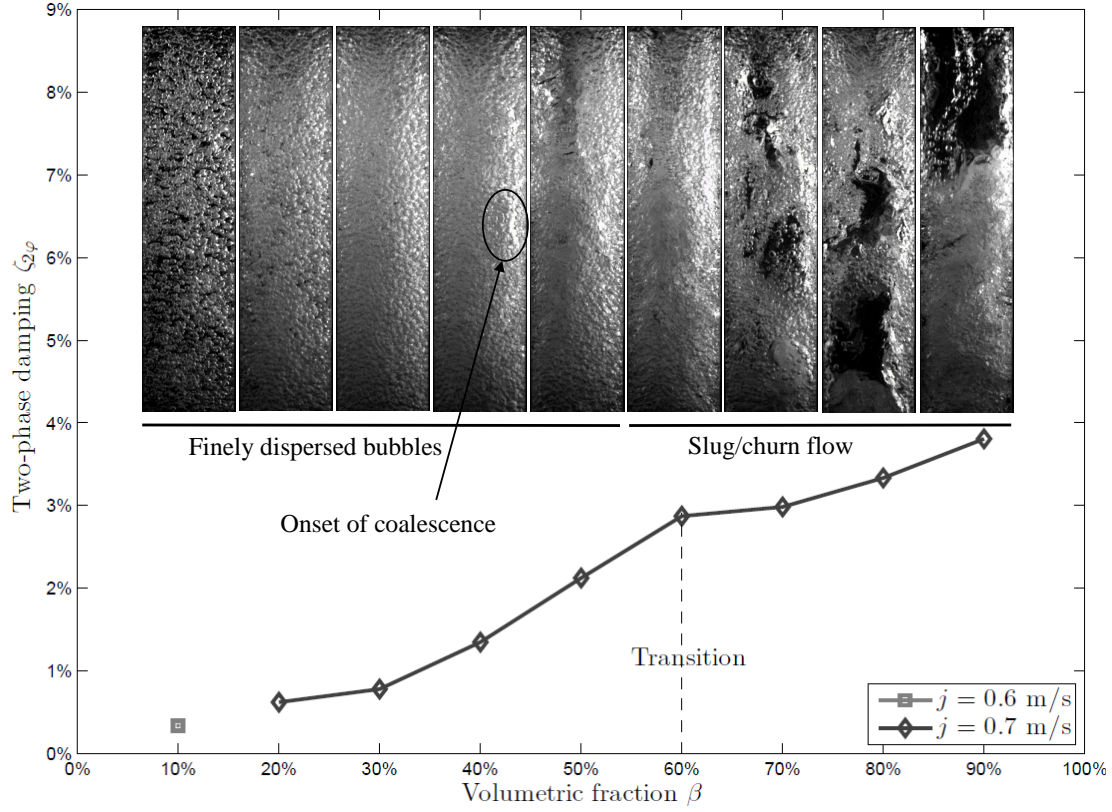 9%
8%
7%
6%
5%
4%
3%
2%
1%
0%
Two-phase damping ζ2φ
Finely dispersed bubbles
Slug/churn flow
Onset of coalescence
Transition
j = 0.6 m/s
j = 0.7 m/s
0%
10%
20%
30%
40%
50%
60%
70%
80%
90%
100%
Volumetric fraction β